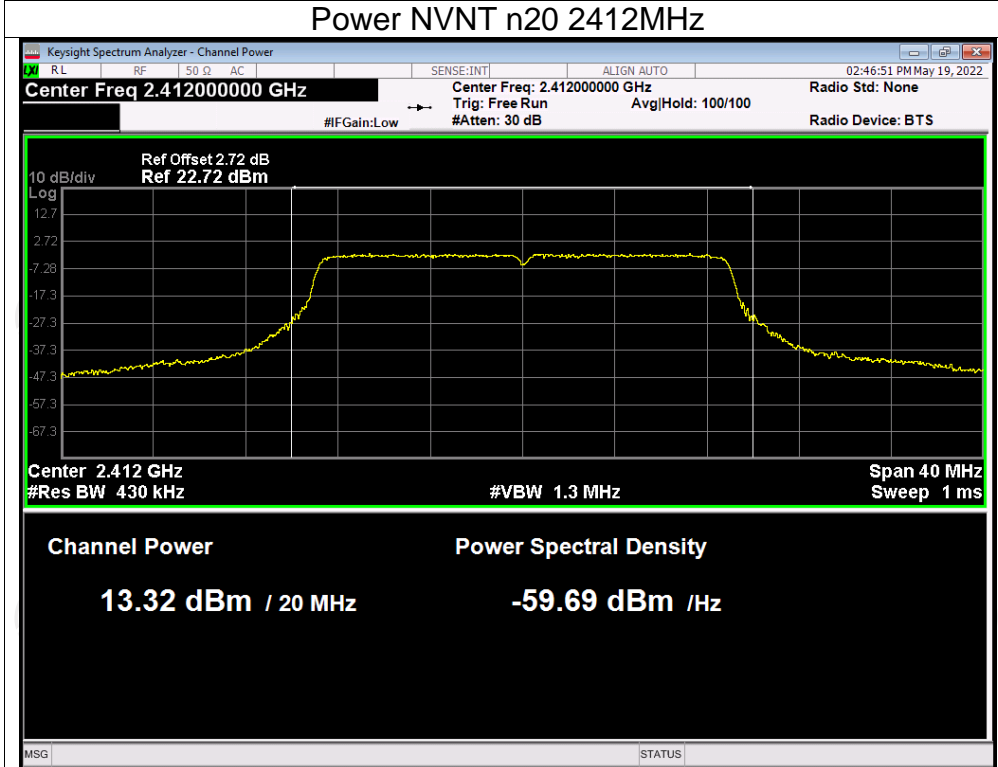 Power NVNT n20 2412MHz
Keysight Spectrum Analyzer - Channel Power
LXI RL RF 50 Ω AC SENSE:INT ALIGN AUTO 02:46:51 PM May 19, 2022
Center Freq 2.412000000 GHz Center Freq: 2.412000000 GHz Radio Std: None
Trig: Free Run Avg|Hold: 100/100
#IFGain:Low #Atten: 30 dB Radio Device: BTS
Ref Offset 2.72 dB
10 dB/div Ref 22.72 dBm
Log
12.7
2.72
-7.28
-17.3
-27.3
-37.3
-47.3
-57.3
-67.3
Center 2.412 GHz Span 40 MHz
#Res BW 430 kHz #VBW 1.3 MHz Sweep 1 ms
Channel Power Power Spectral Density
13.32 dBm / 20 MHz -59.69 dBm /Hz
MSG STATUS